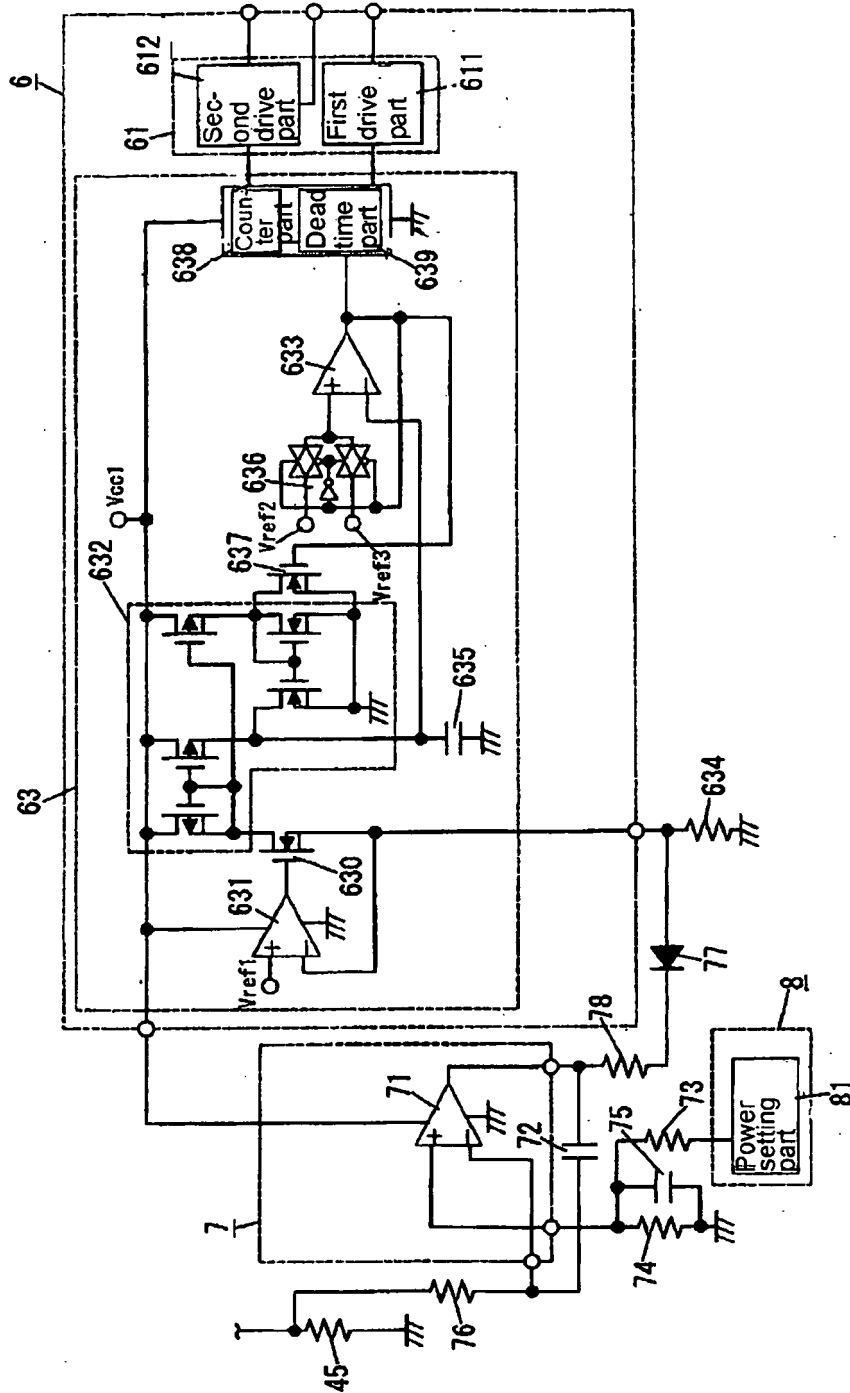 6
612
61
Sec-
ond
drive
part
First
drive
part
611
638
Coun-
ter
part
Dead
time
part
639
633
Vcc1
632
636
Vref2
637
Vref3
635
63
630
631
Vref1
634
77
78
7
71
72
73
75
8
Power
setting
part
81
74
76
45